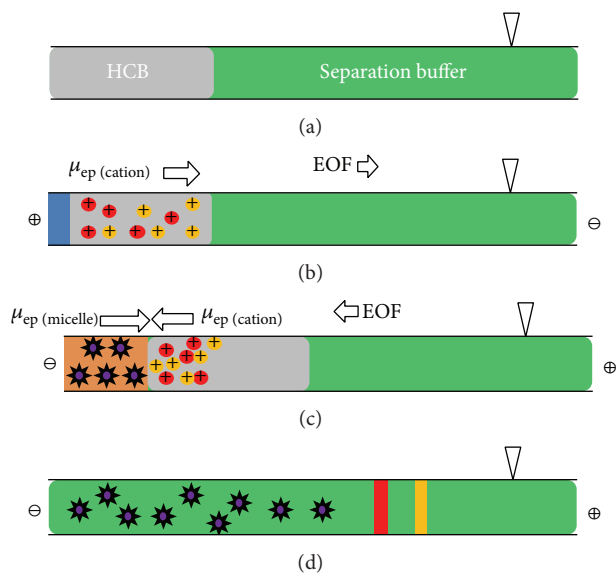 HCB Separation buffer
(a)
μep (cation) EOF
⊕ + + + + + + + + + + ⊖
(b)
μep (micelle) μep (cation) EOF
⊖ + + + + + + + + + + ⊕
(c)
⊖ ⊕
(d)